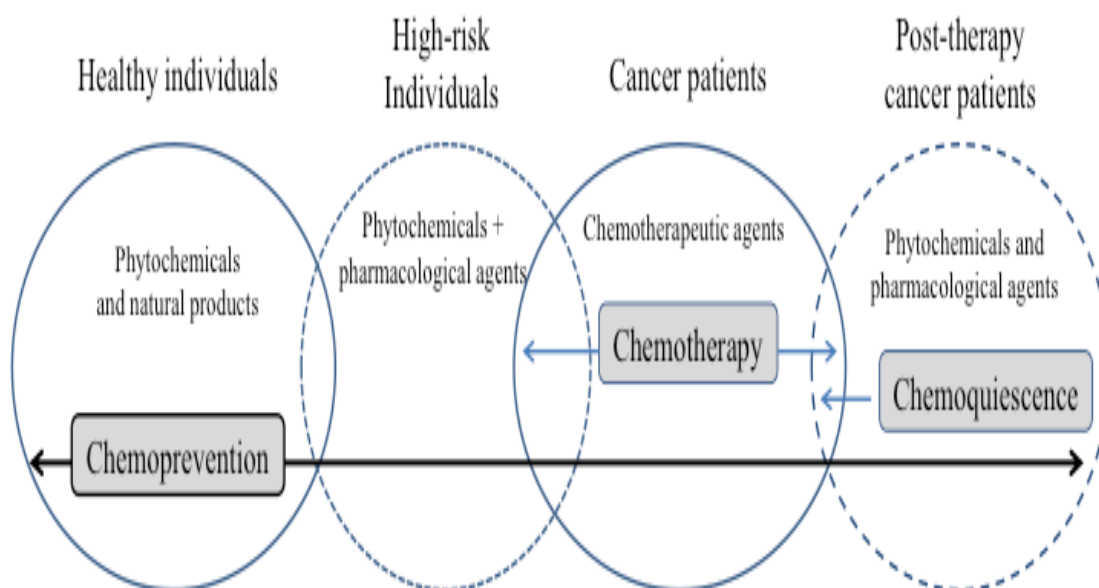 Healthy individuals
High-risk
Individuals
Cancer patients
Post-therapy
cancer patients
Phytochemicals
and natural products
Phytochemicals +
pharmacological agents
Chemotherapeutic agents
Phytochemicals and
pharmacological agents
Chemotherapy
Chemoquiescence
Chemoprevention